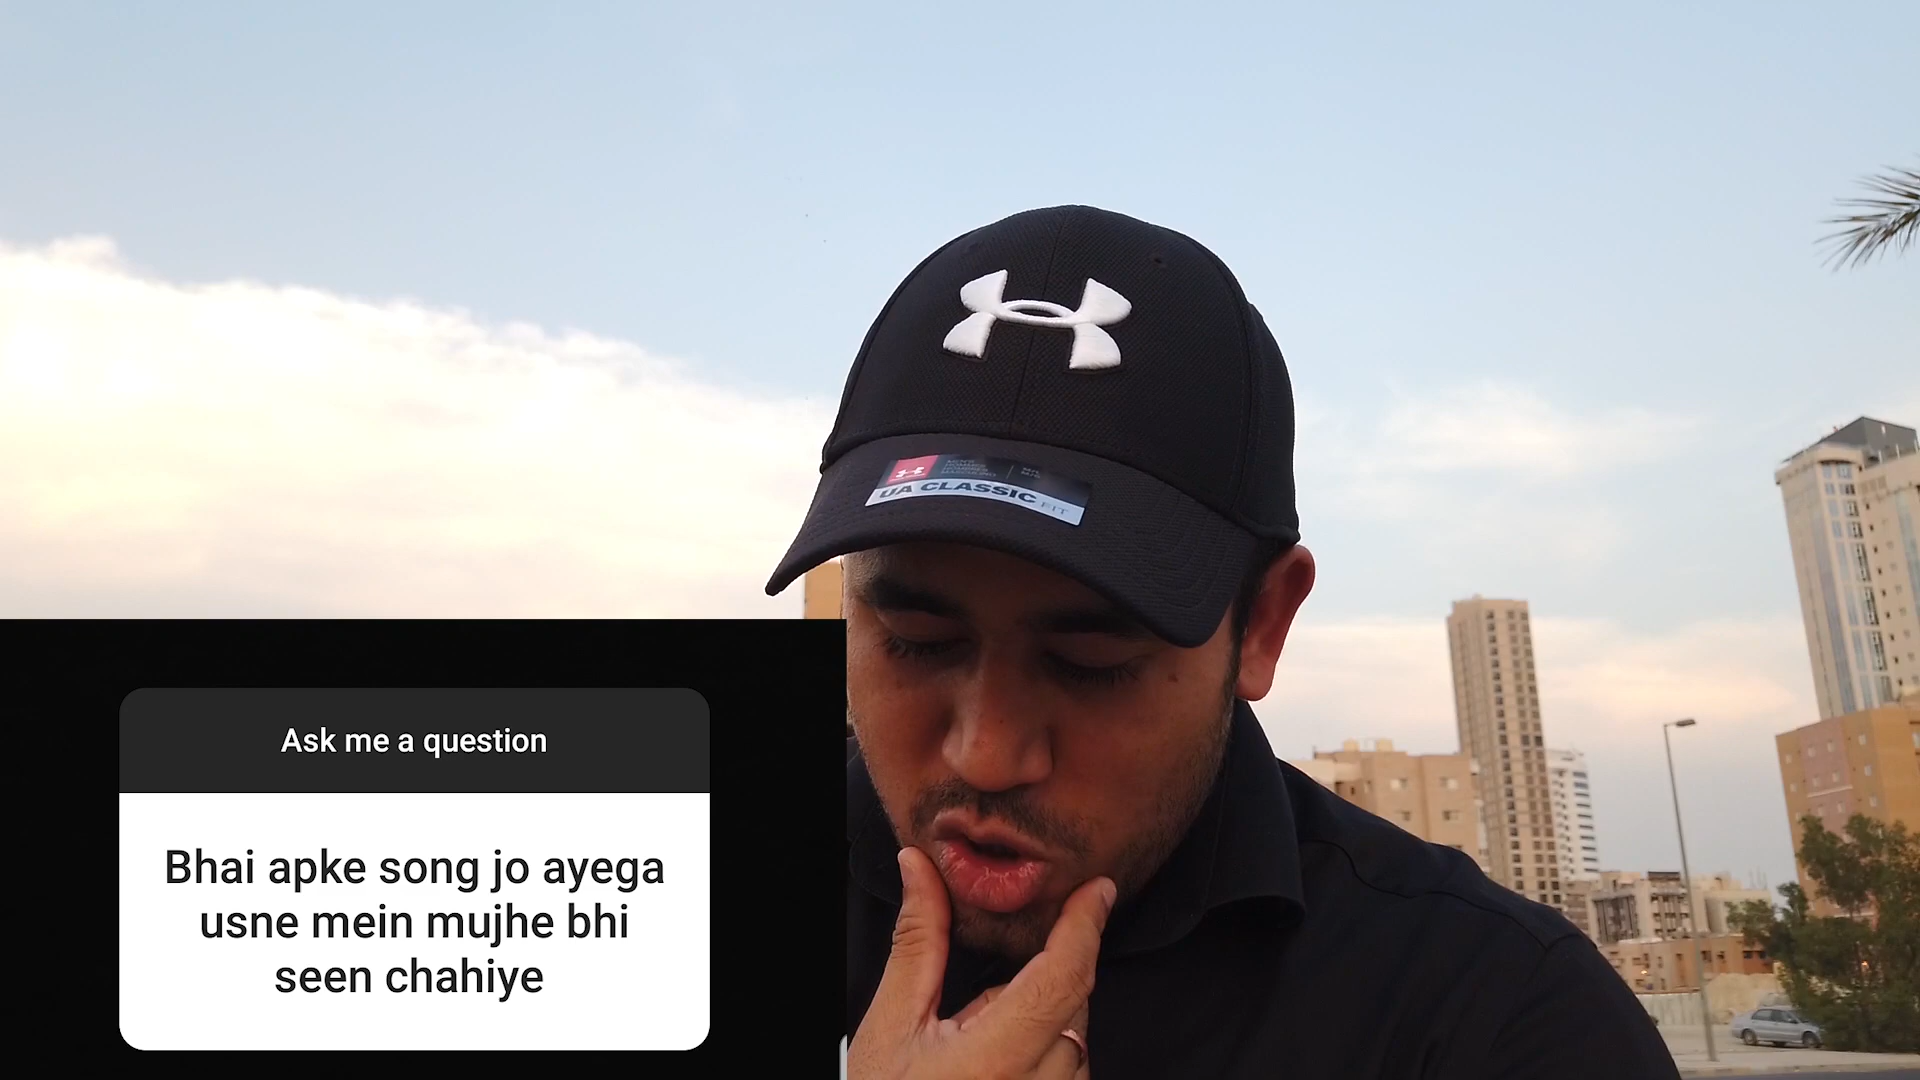 UA CLASSIC FIT
Ask me a question
Bhai apke song jo ayega
usne mein mujhe bhi
seen chahiye